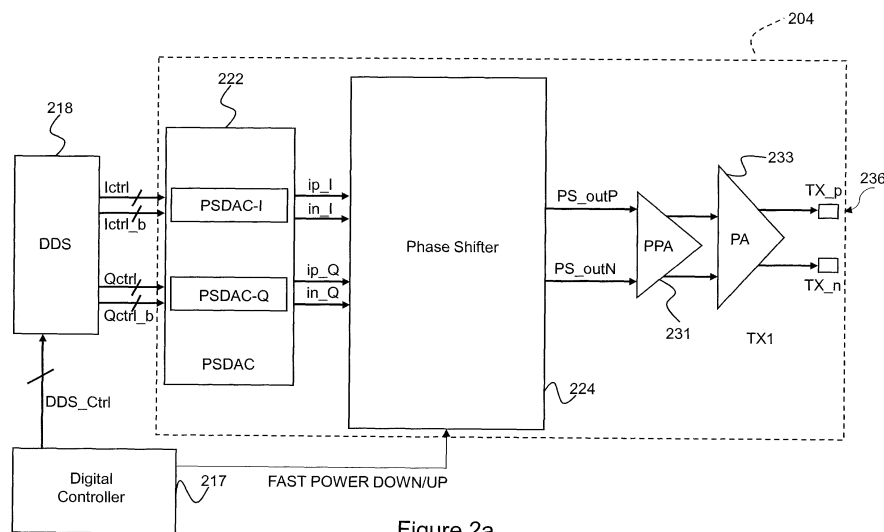 204
222
218
233
236
Ictrl
Ictrl_b
PSDAC-I
ip_I
in_I
PS_outP
TX_p
DDS
Phase Shifter
PPA
PA
Qctrl
Qctrl_b
PSDAC-Q
ip_Q
in_Q
PS_outN
TX_n
231
TX1
PSDAC
224
DDS_Ctrl
Digital
Controller
217
FAST POWER DOWN/UP
Figure 2a